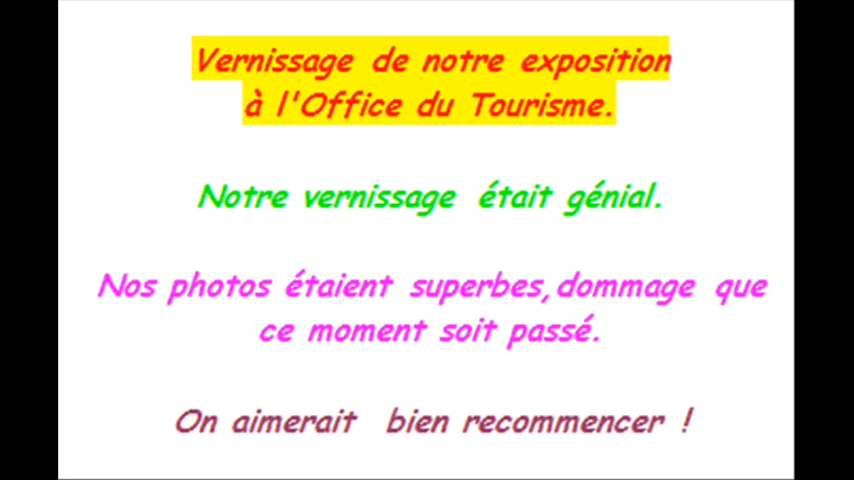 Vernissage de notre exposition
à l'Office du Tourisme.
Notre vernissage était génial.
Nos photos étaient superbes,dommage que
ce moment soit passé.
On aimerait bien recommencer !